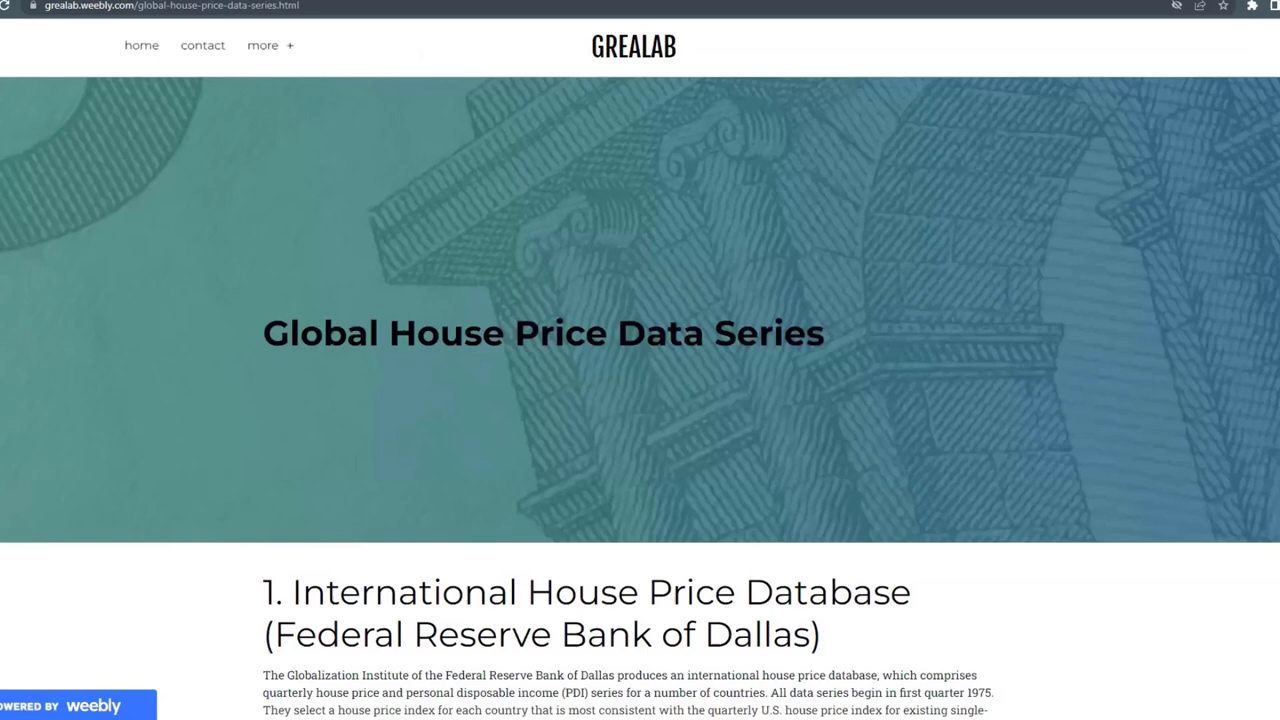 grealab.weebly.com/global-house-price-data-series.html
home contact more + GREALAB
Global House Price Data Series
1. International House Price Database
(Federal Reserve Bank of Dallas)
The Globalization Institute of the Federal Reserve Bank of Dallas produces an international house price database, which comprises
quarterly house price and personal disposable income (PDI) series for a number of countries. All data series begin in first quarter 1975.
They select a house price index for each country that is most consistent with the quarterly U.S. house price index for existing single-
OWERED BY weebly